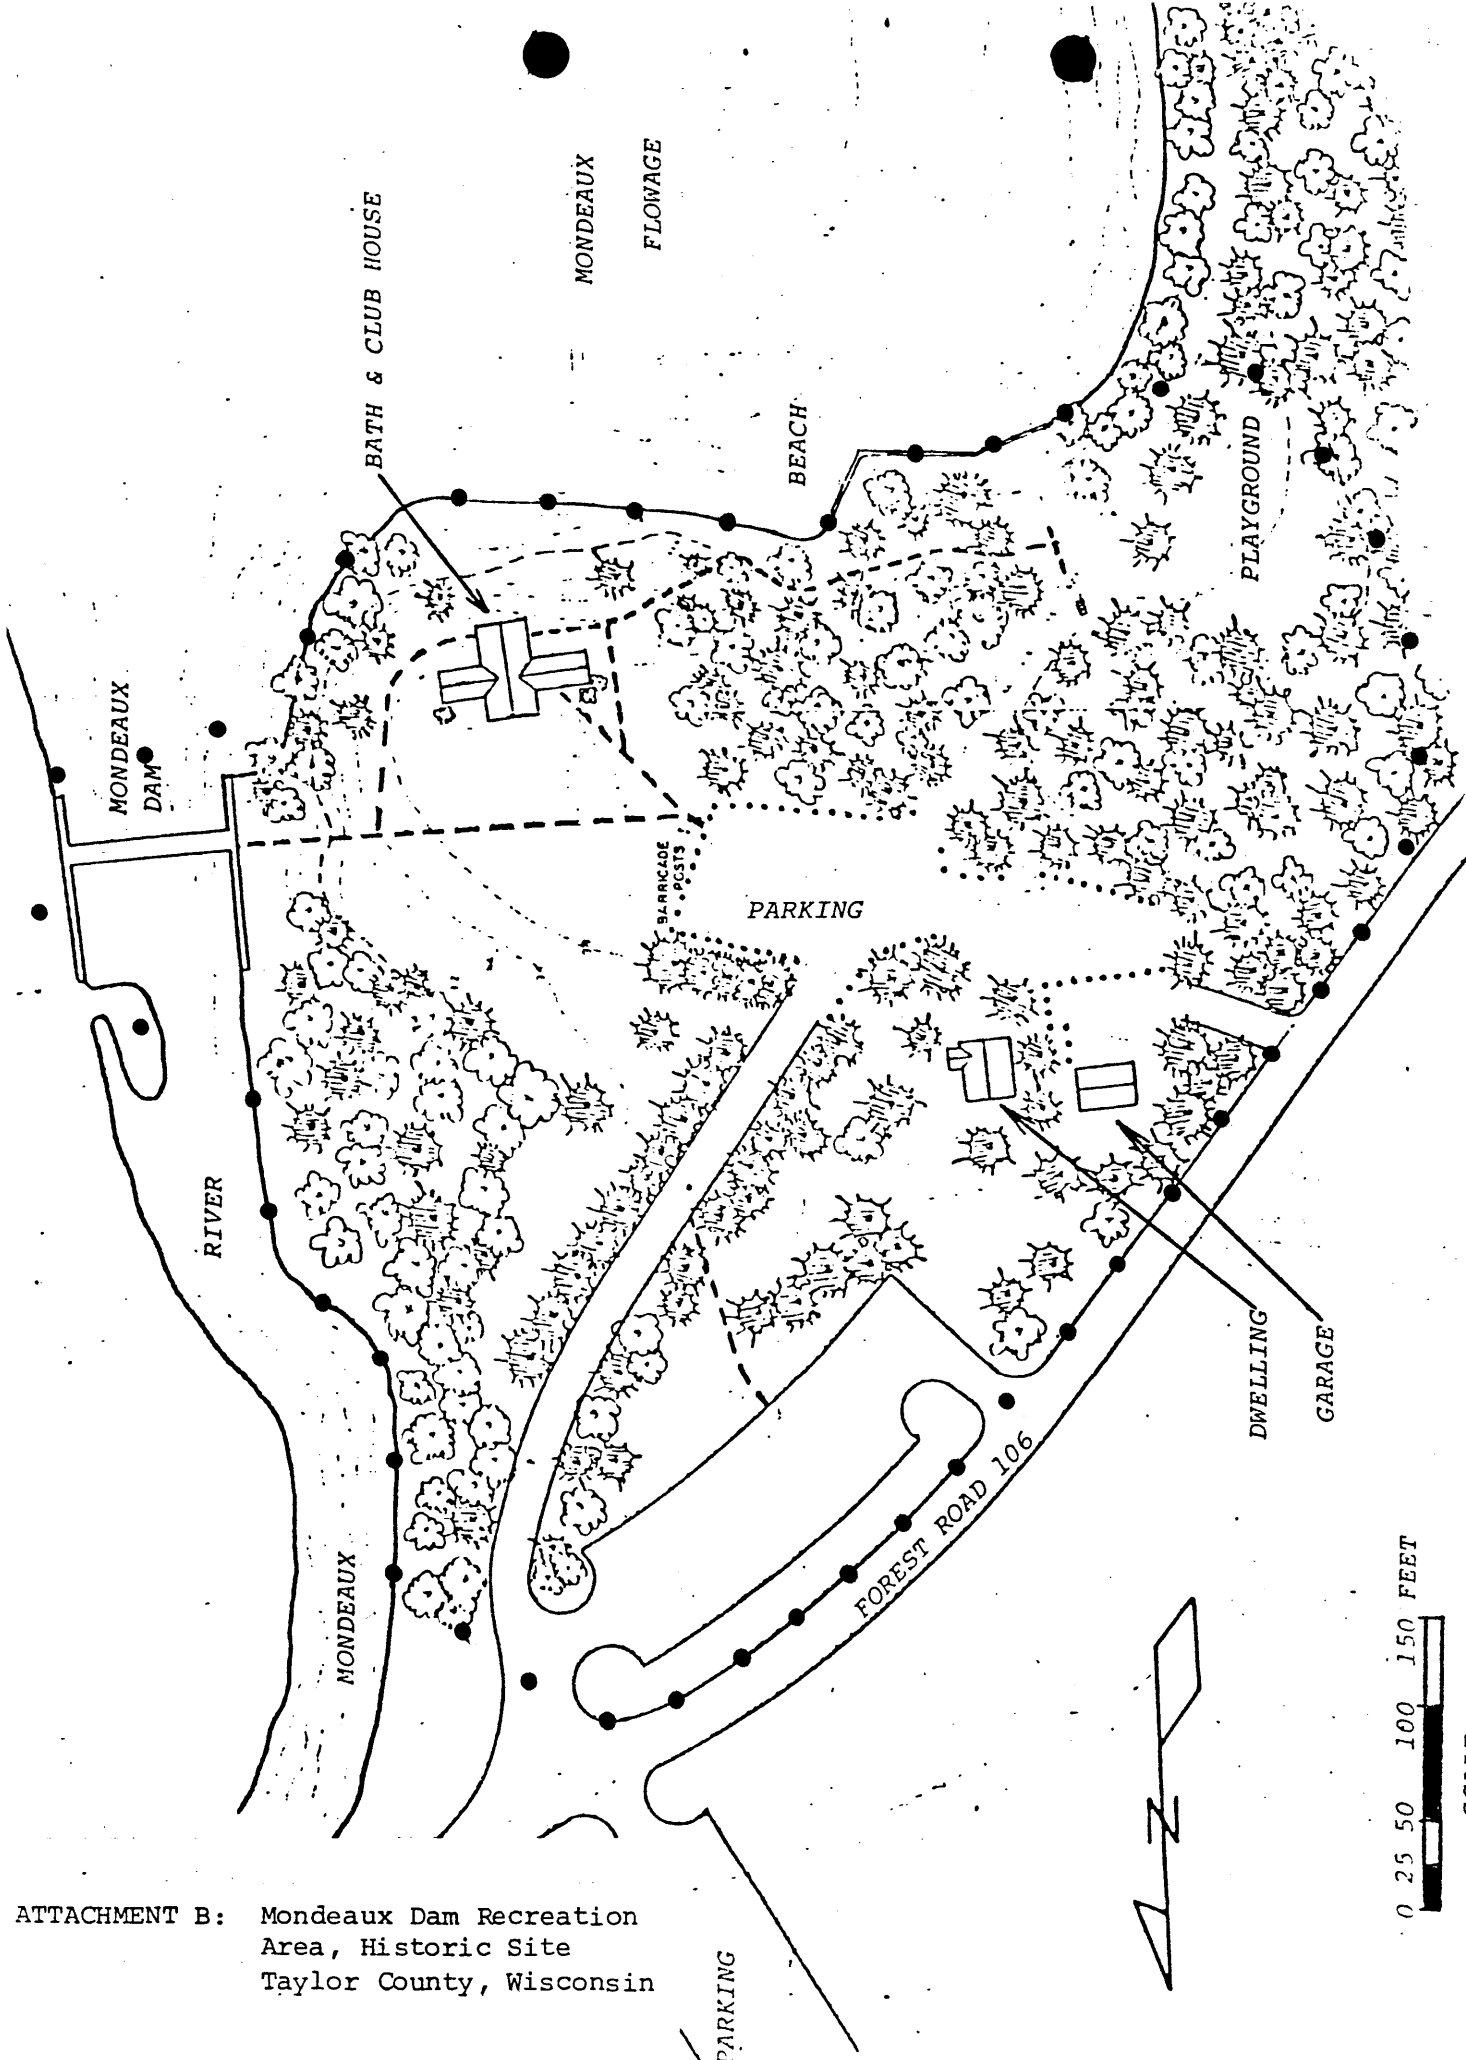 MONDEAUX
FLOWAGE
BATH & CLUB HOUSE
BEACH
PLAYGROUND
MONDEAUX
DAM
BARRICADE
POSTS
PARKING
RIVER
MONDEAUX
DWELLING
GARAGE
FOREST ROAD 106
N
0 25 50 100 150 FEET
PARKING
ATTACHMENT B: Mondeaux Dam Recreation
Area, Historic Site
Taylor County, Wisconsin